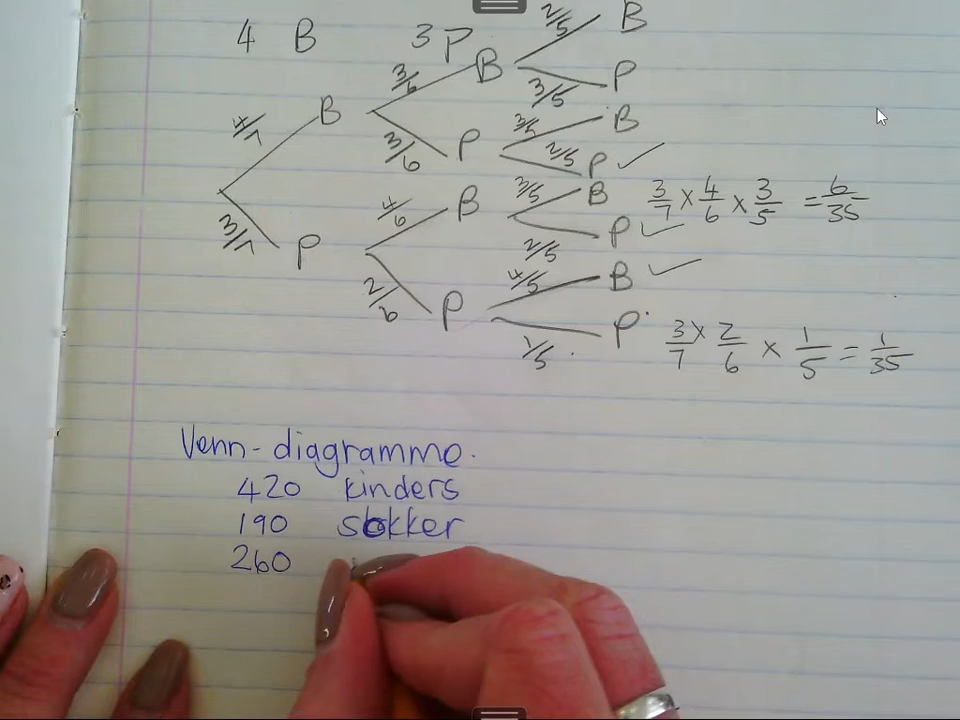 4 B 3 P
2/5 B
3/6 B
3/5 P
4/7 B
3/5 B
3/6 P
2/5 P ✓
3/5 B 3/7 × 4/6 × 3/5 = 6/35
4/6 B
2/5 P ✓
3/7 P
4/5 B ✓
2/6 P
1/5 P 3/7 × 2/6 × 1/5 = 1/35
Venn-diagramme.
420 kinders
190 sokker
260